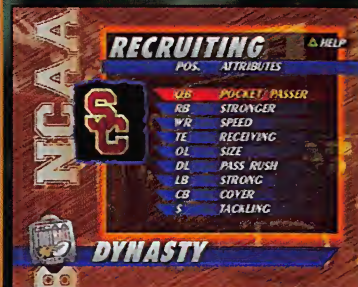 RECRUITING
△ HELP
POS. ATTRIBUTES
QB POCKET PASSER
RB STRONGER
WR SPEED
TE RECEIVING
OL SIZE
DL PASS RUSH
LB STRONG
CB COVER
S TACKLING
SC
NCAA
DYNASTY